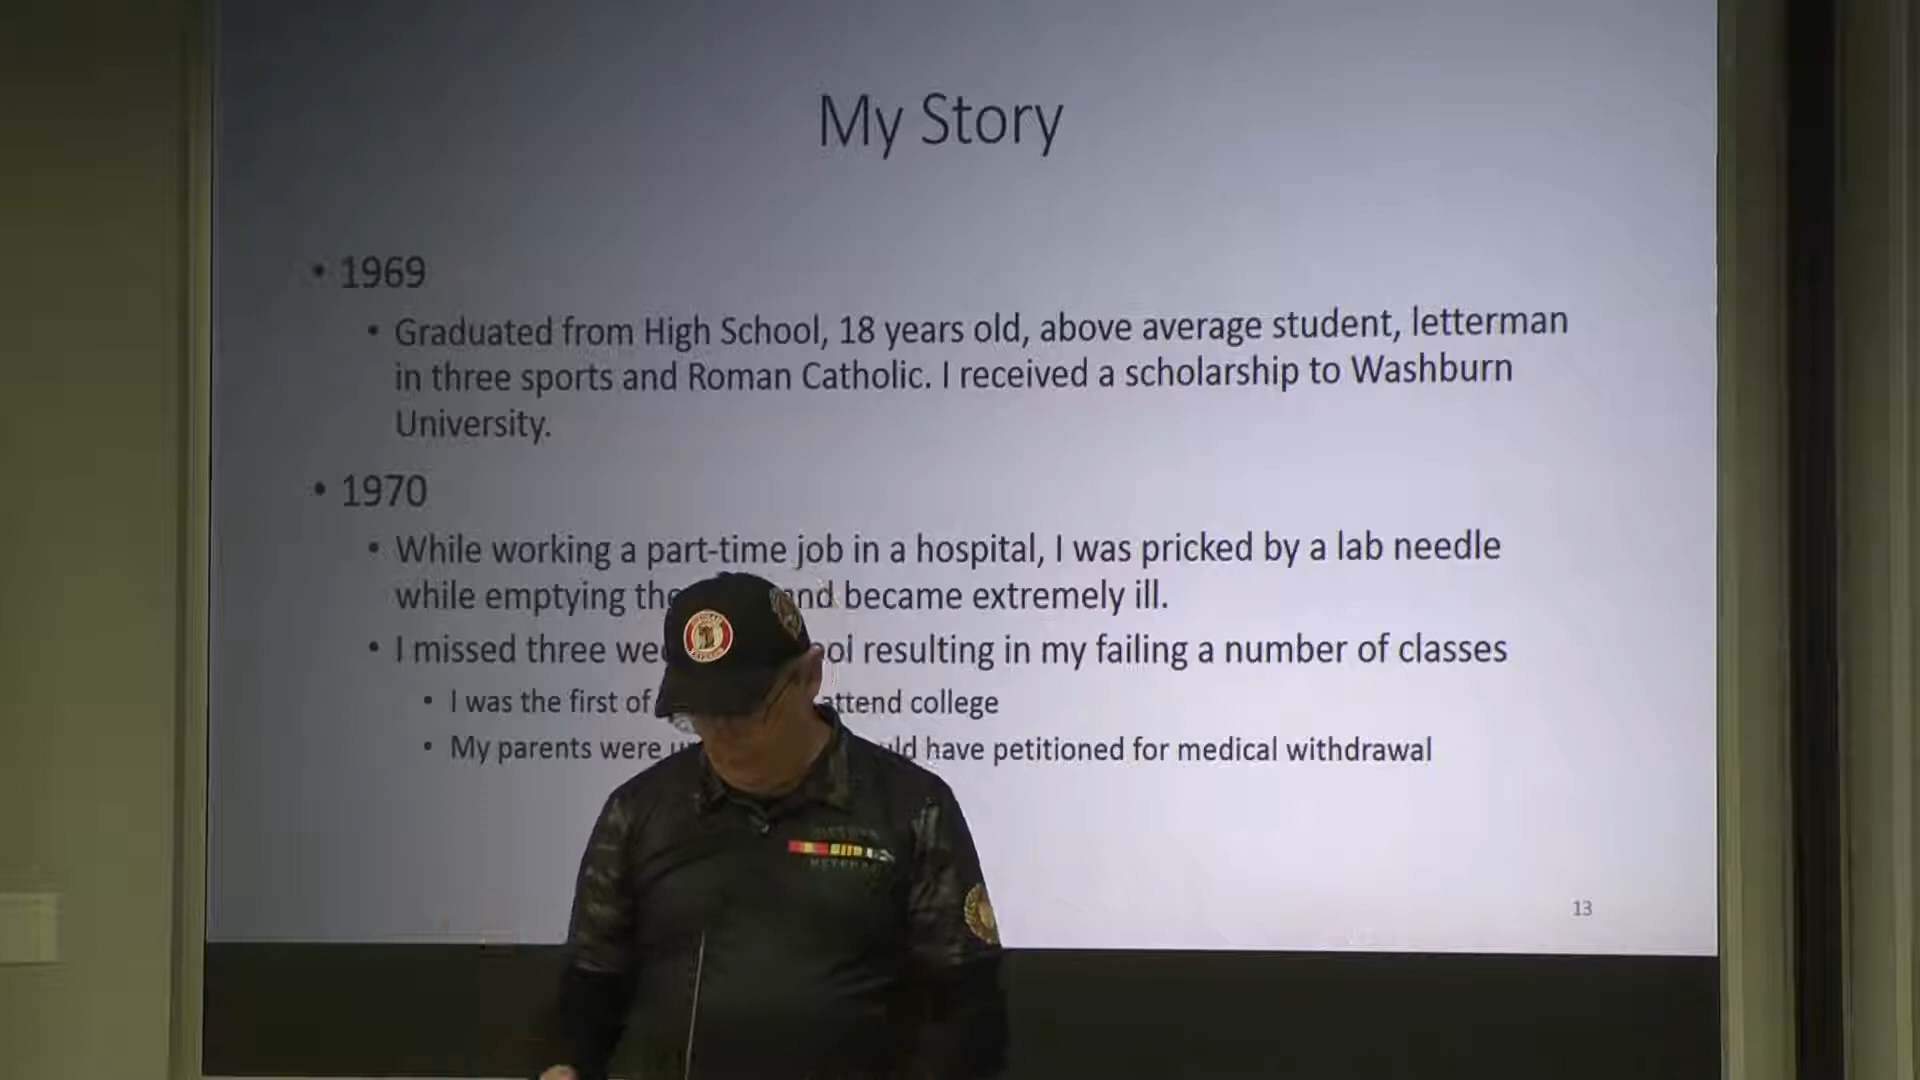 My Story
• 1969
• Graduated from High School, 18 years old, above average student, letterman
in three sports and Roman Catholic. I received a scholarship to Washburn
University.
• 1970
• While working a part-time job in a hospital, I was pricked by a lab needle
while emptying the and became extremely ill.
• I missed three resulting in my failing a number of classes
• I was the first of attend college
• My parents were have petitioned for medical withdrawal
VETERAN
13